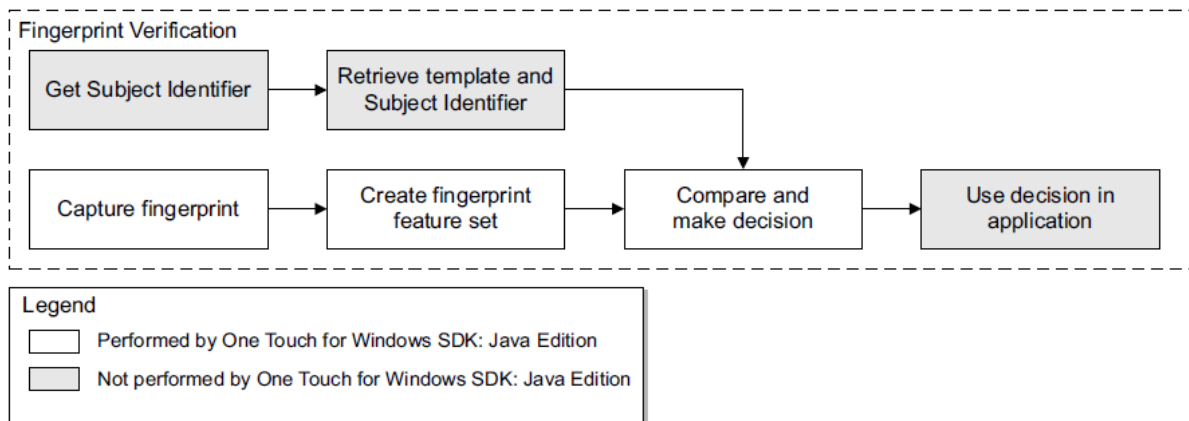 Fingerprint Verification
Get Subject Identifier
Retrieve template and
Subject Identifier
Capture fingerprint
Create fingerprint
feature set
Compare and
make decision
Use decision in
application
Legend
Performed by One Touch for Windows SDK: Java Edition
Not performed by One Touch for Windows SDK: Java Edition